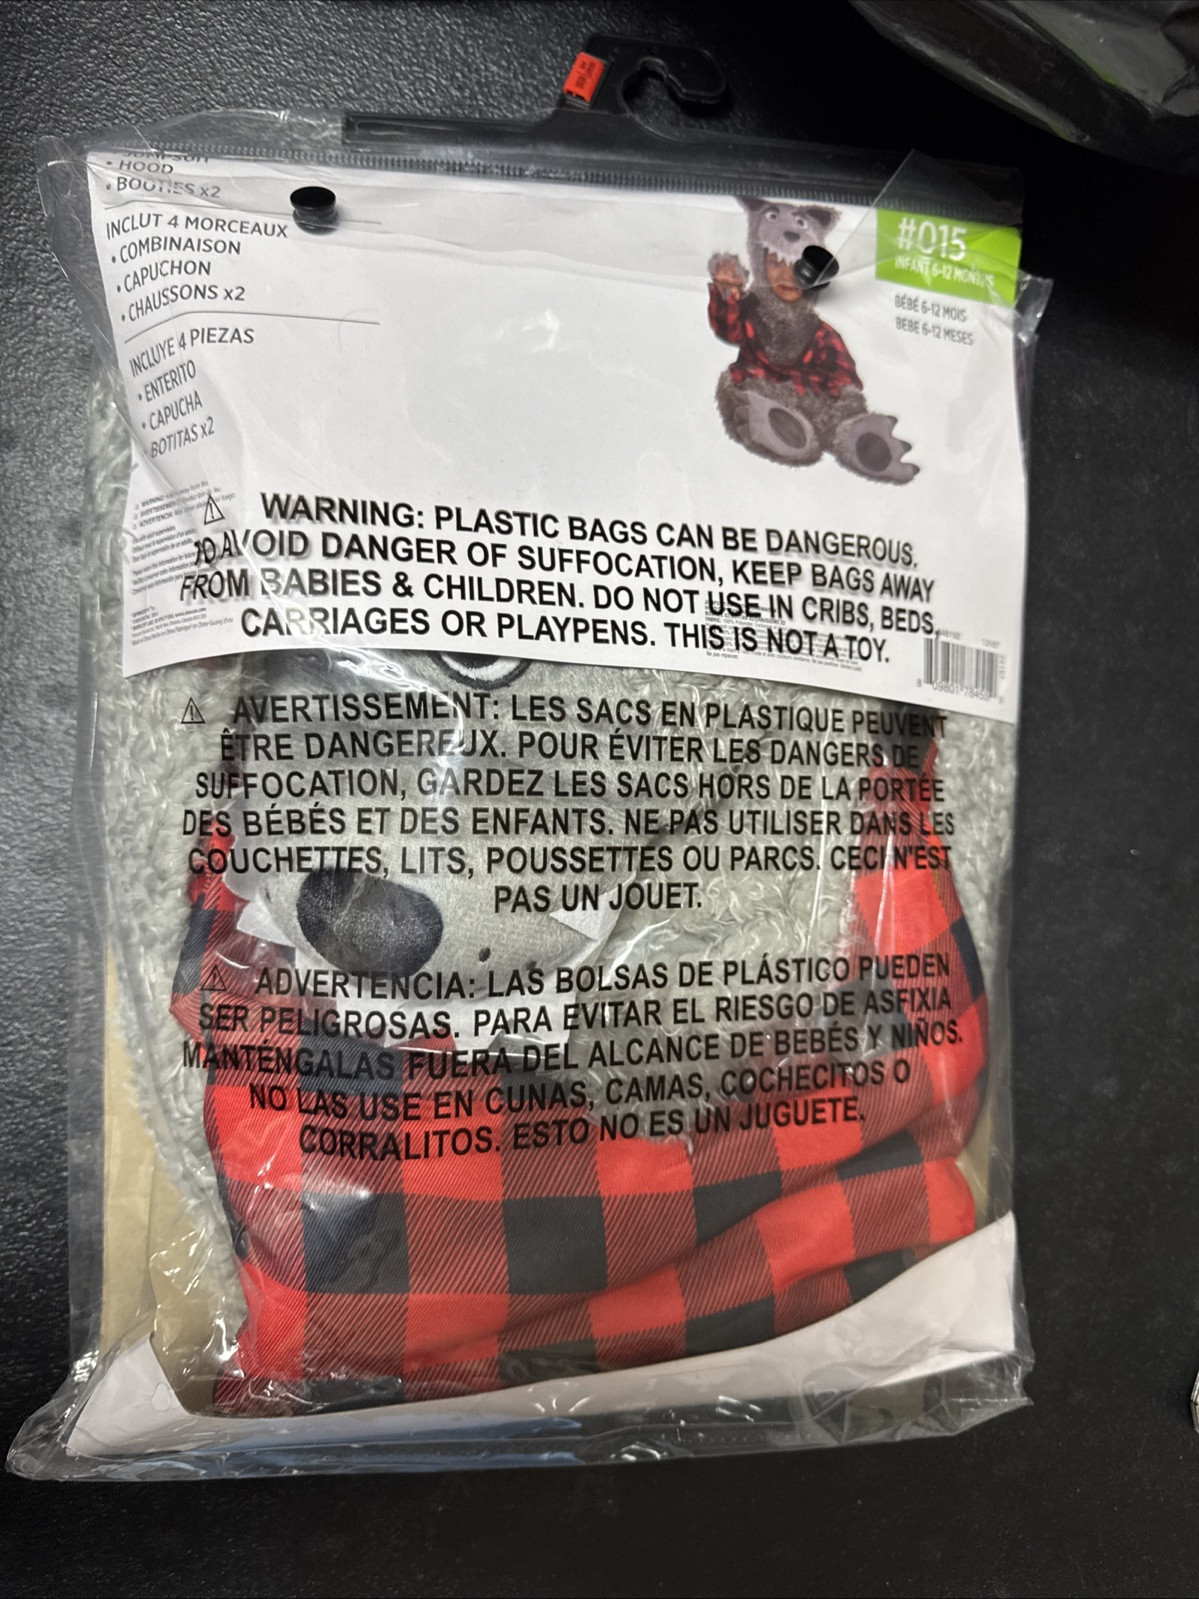 • HOOD
• BOOTIES x2
INCLUT 4 MORCEAUX
• COMBINAISON
• CAPUCHON
• CHAUSSONS x2
INCLUYE 4 PIEZAS
• ENTERITO
• CAPUCHA
• BOTITAS x2
#015
INFANT 6-12 MONTHS
BÉBÉ 6-12 MOIS
BEBÉ 6-12 MESES
⚠ WARNING: PLASTIC BAGS CAN BE DANGEROUS.
TO AVOID DANGER OF SUFFOCATION, KEEP BAGS AWAY
FROM BABIES & CHILDREN. DO NOT USE IN CRIBS, BEDS,
CARRIAGES OR PLAYPENS. THIS IS NOT A TOY.
⚠ AVERTISSEMENT: LES SACS EN PLASTIQUE PEUVENT
ÊTRE DANGEREUX. POUR ÉVITER LES DANGERS DE
SUFFOCATION, GARDEZ LES SACS HORS DE LA PORTÉE
DES BÉBÉS ET DES ENFANTS. NE PAS UTILISER DANS LES
COUCHETTES, LITS, POUSSETTES OU PARCS. CECI N'EST
PAS UN JOUET.
⚠ ADVERTENCIA: LAS BOLSAS DE PLÁSTICO PUEDEN
SER PELIGROSAS. PARA EVITAR EL RIESGO DE ASFIXIA
MANTÉNGALAS FUERA DEL ALCANCE DE BEBÉS Y NIÑOS.
NO LAS USE EN CUNAS, CAMAS, COCHECITOS O
CORRALITOS. ESTO NO ES UN JUGUETE.